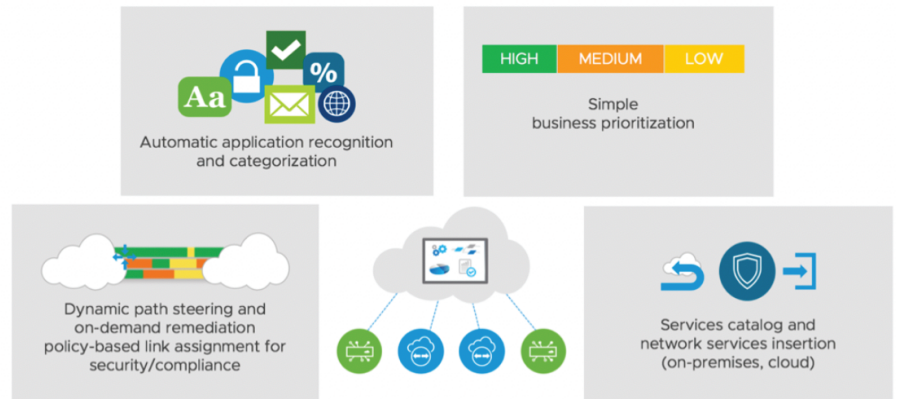 Aa
%
Automatic application recognition
and categorization
HIGH MEDIUM LOW
Simple
business prioritization
Dynamic path steering and
on-demand remediation
policy-based link assignment for
security/compliance
Services catalog and
network services insertion
(on-premises, cloud)